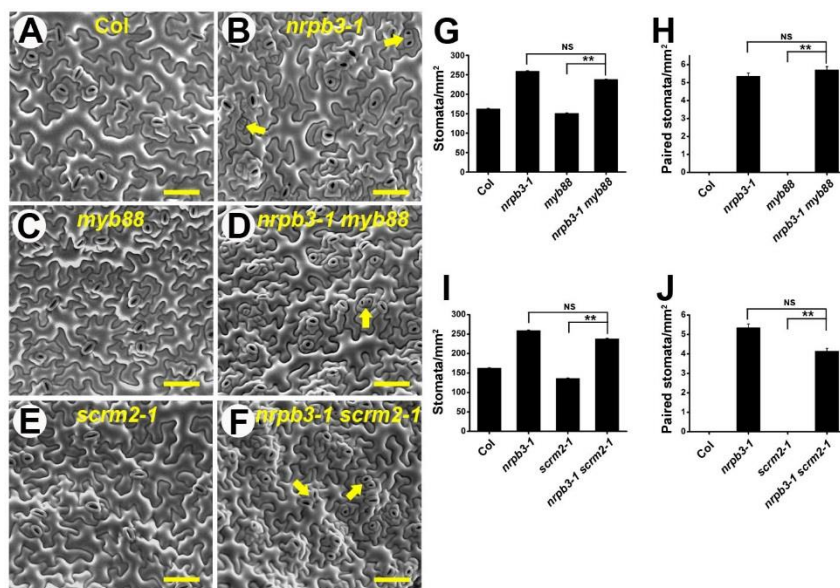 A
Col
B
nrpb3-1
C
myb88
D
nrpb3-1 myb88
E
scrm2-1
F
nrpb3-1 scrm2-1
G
Stomata/mm²
300
250
200
150
100
50
0
NS
**
Col
nrpb3-1
myb88
nrpb3-1 myb88
H
Paired stomata/mm²
6
5
4
3
2
1
0
NS
**
Col
nrpb3-1
myb88
nrpb3-1 myb88
I
Stomata/mm²
300
250
200
150
100
50
0
NS
**
Col
nrpb3-1
scrm2-1
nrpb3-1 scrm2-1
J
Paired stomata/mm²
6
5
4
3
2
1
0
NS
**
Col
nrpb3-1
scrm2-1
nrpb3-1 scrm2-1